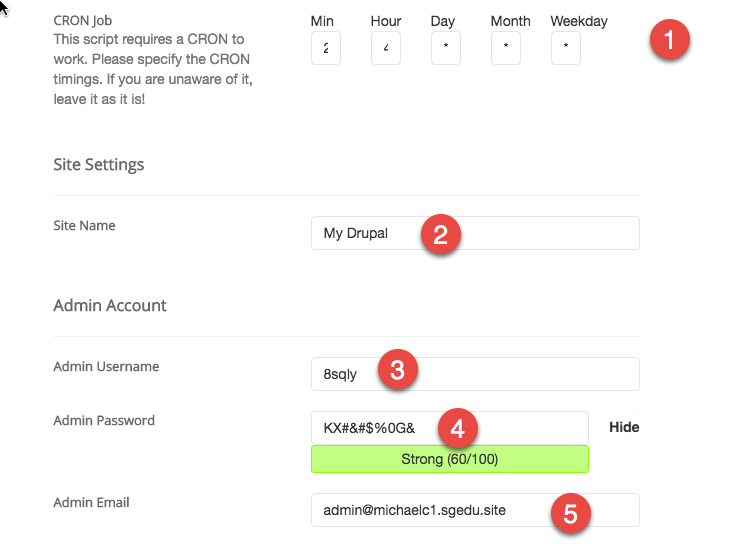 CRON Job Min Hour Day Month Weekday
This script requires a CRON to
work. Please specify the CRON
timings. If you are unaware of it,
leave it as it is!
* * *
1
Site Settings
Site Name My Drupal 2
Admin Account
Admin Username 8sqly 3
Admin Password KX#&#$%0G& 4 Hide
Strong (60/100)
Admin Email admin@michaelc1.sgedu.site 5